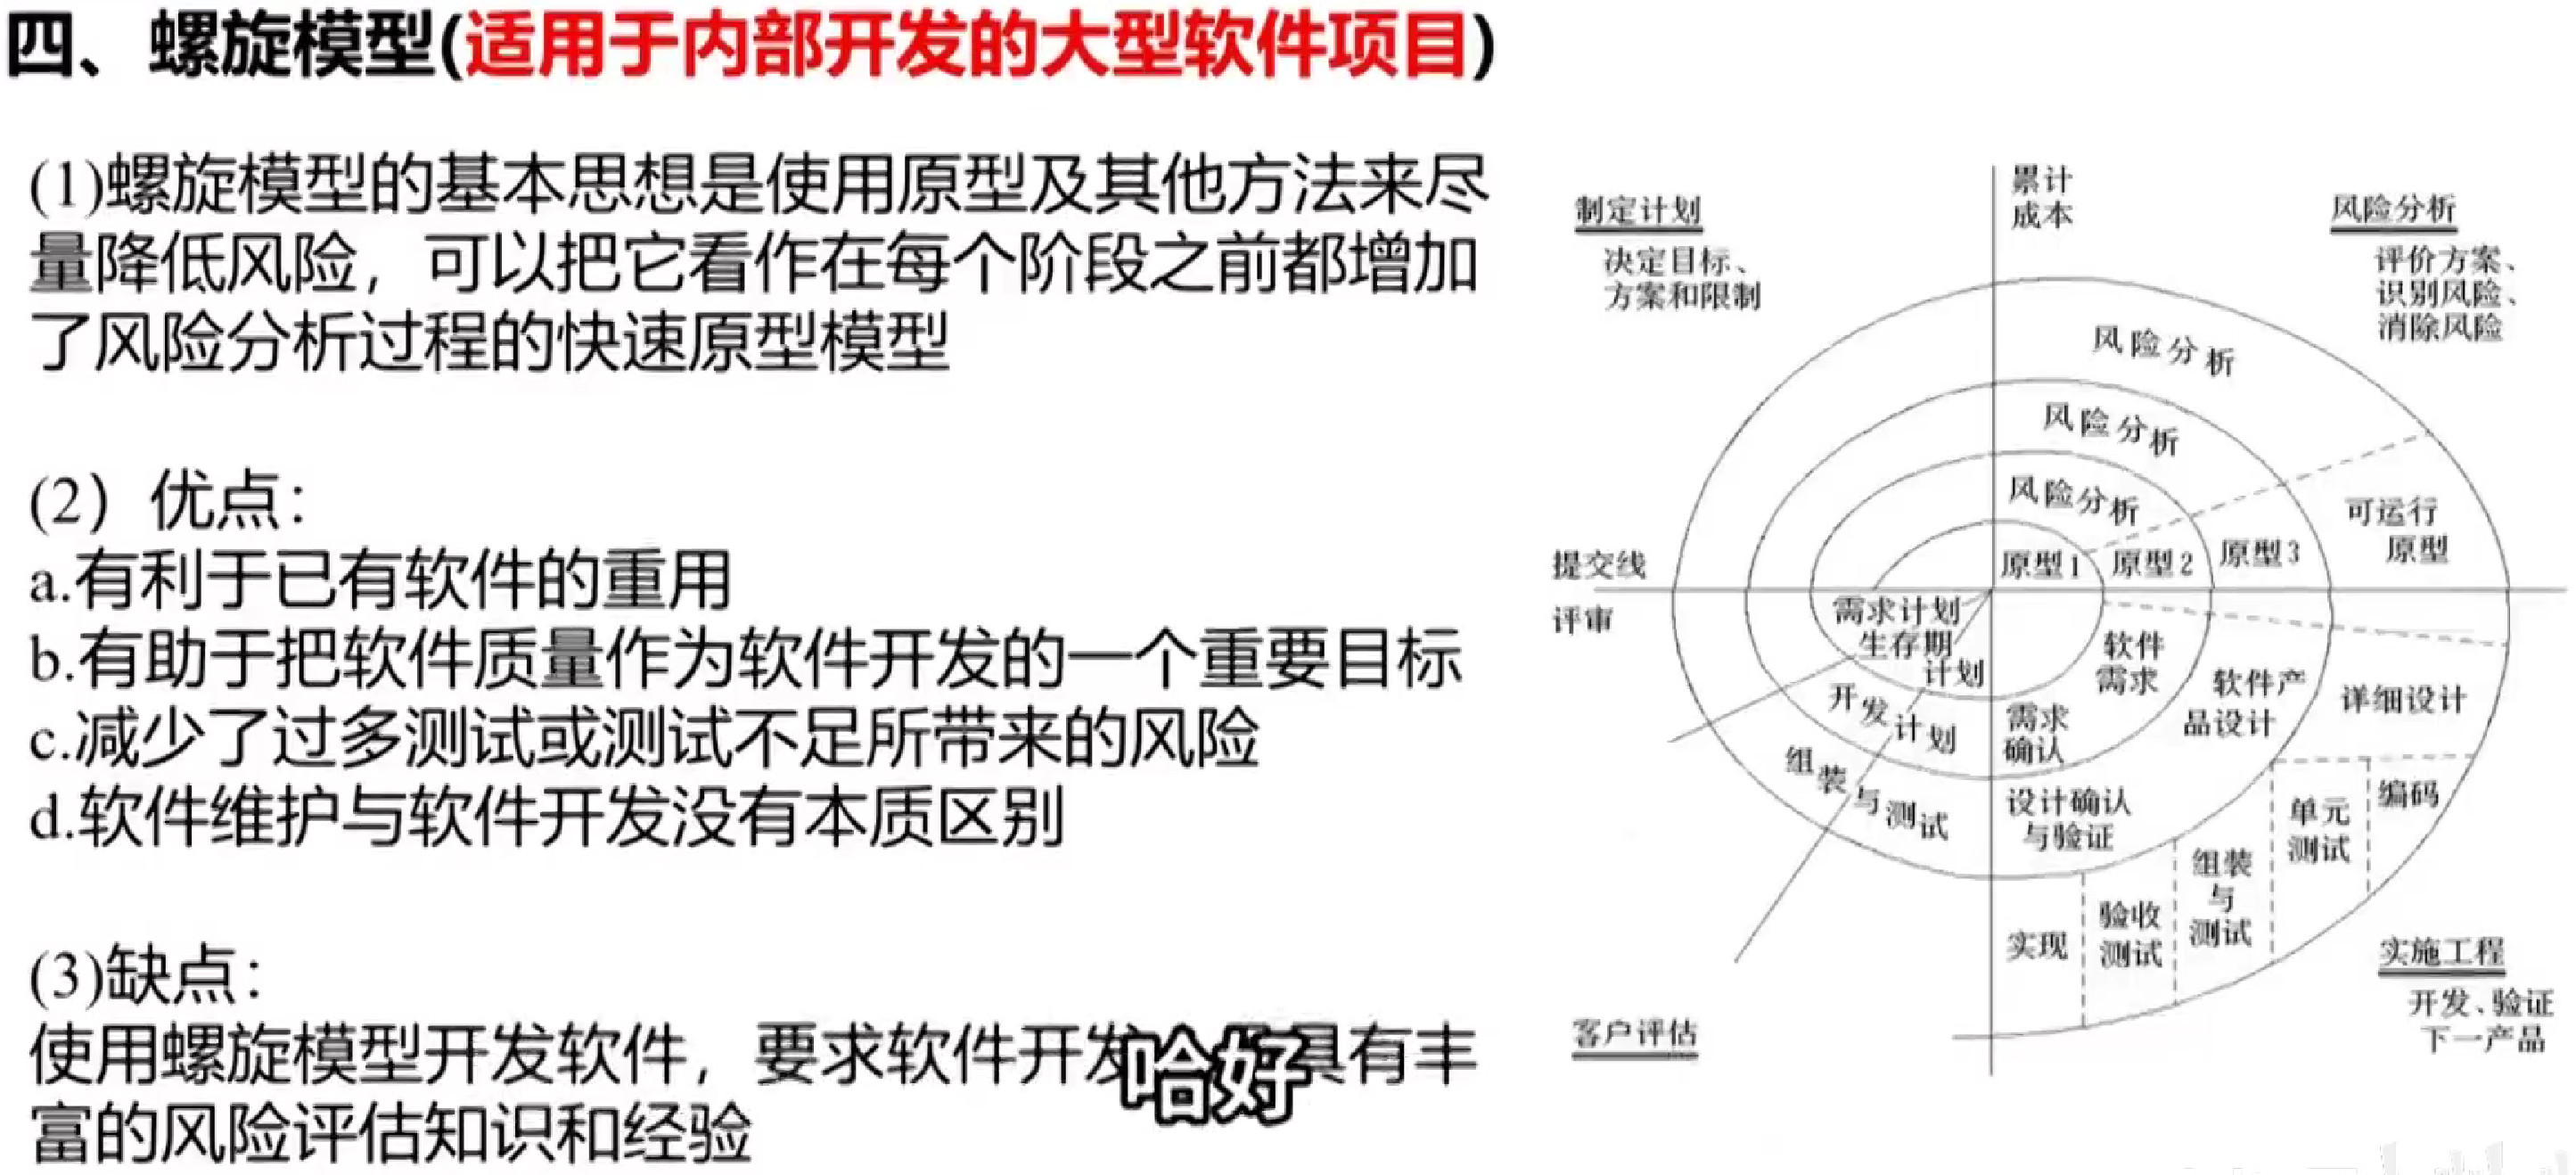 四、螺旋模型(适用于内部开发的大型软件项目)
(1)螺旋模型的基本思想是使用原型及其他方法来尽
量降低风险，可以把它看作在每个阶段之前都增加
了风险分析过程的快速原型模型
(2）优点：
a.有利于已有软件的重用
b.有助于把软件质量作为软件开发的一个重要目标
c.减少了过多测试或测试不足所带来的风险
d.软件维护与软件开发没有本质区别
(3)缺点：
使用螺旋模型开发软件，要求软件开发 具有丰
富的风险评估知识和经验
哈好
累计
成本
制定计划
决定目标、
方案和限制
风险分析
评价方案、
识别风险、
消除风险
风险分析
风险分析
风险分析
可运行
原型
原型1
原型2
原型3
提交线
评审
需求计划
生存期
计划
软件
需求
软件产
品设计
详细设计
开发计划
需求
确认
组装与测试
设计确认
与验证
编码
单元
测试
组装
与
测试
验收
测试
实现
实施工程
开发、验证
下一产品
客户评估